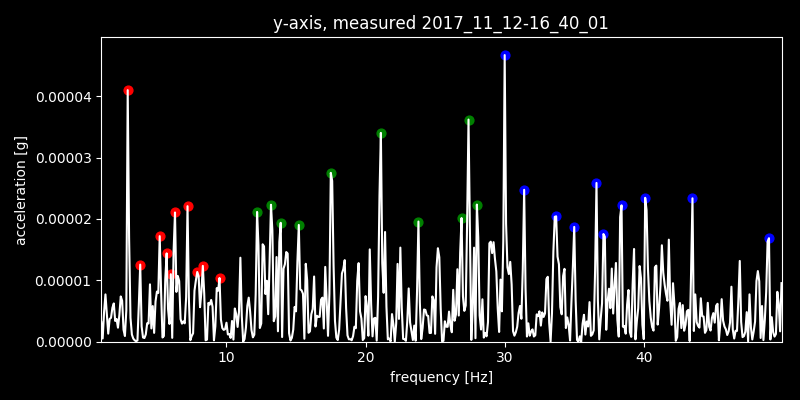 y-axis, measured 2017_11_12-16_40_01
acceleration [g]
0.00004
0.00003
0.00002
0.00001
0.00000
10 20 30 40
frequency [Hz]